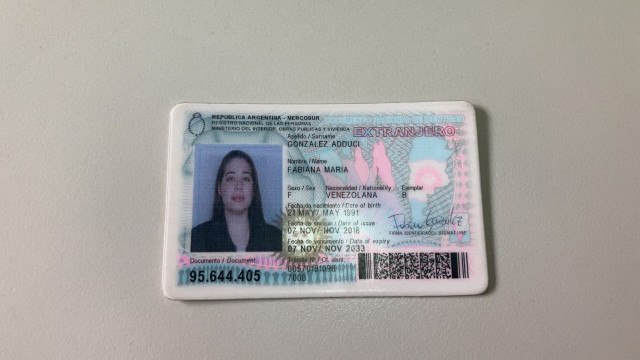 REPUBLICA ARGENTINA - MERCOSUR
REGISTRO NACIONAL DE LAS PERSONAS
MINISTERIO DEL INTERIOR, OBRAS PUBLICAS Y VIVIENDA
EXTRANJERO
Apellido / Surname
GONZALEZ ADDUCI
Nombre / Name
FABIANA MARIA
Sexo / Sex Nacionalidad / Nationality Ejemplar
F VENEZOLANA B
Fecha de nacimiento / Date of birth
21 MAY/ MAY 1991
Fecha de emisión / Date of issue
07 NOV/ NOV 2018
FIRMA IDENTIFICADO / SIGNATURE
Fecha de vencimiento / Date of expiry
07 NOV/ NOV 2033
Documento / Document
95.644.405
Trámite Nº / Of. ident.
00570181098
7008